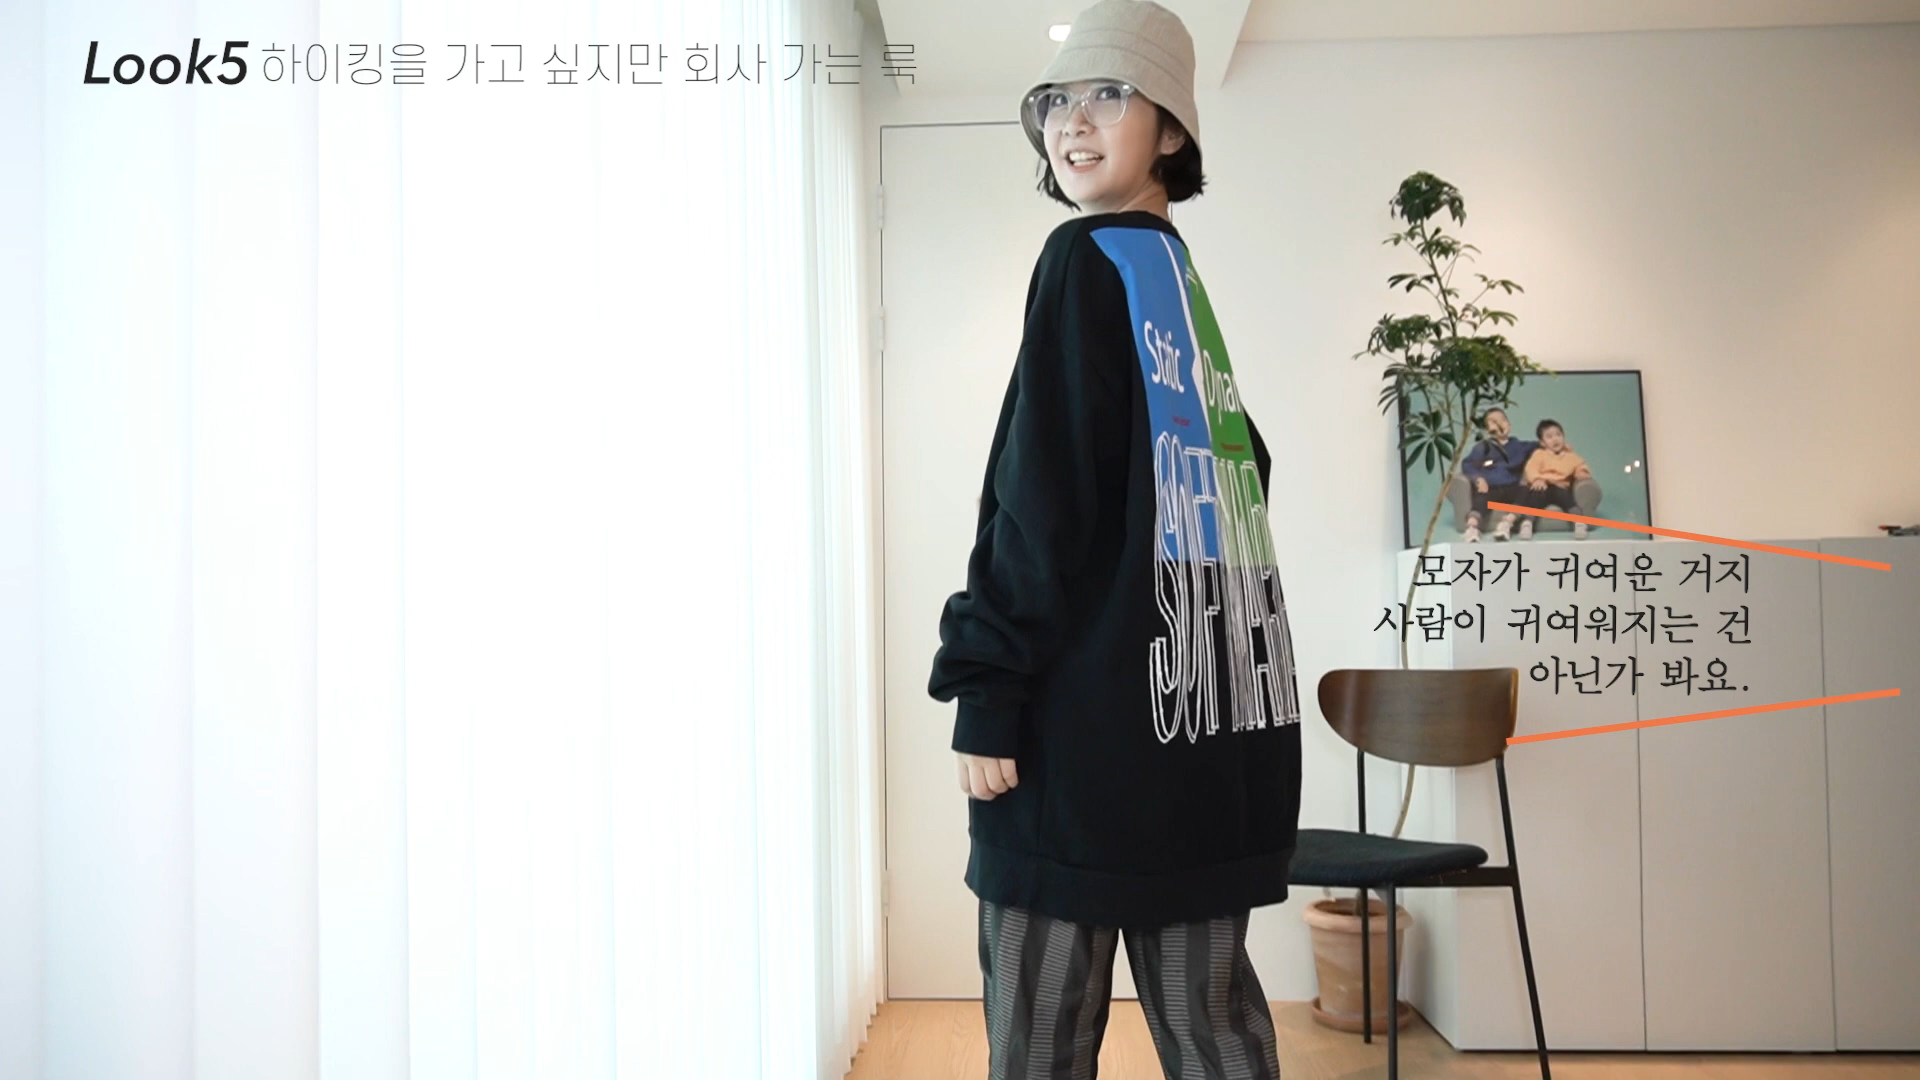 Look5 하이킹을 가고 싶지만 회사 가는 룩
Static
SOFTWARE
모자가 귀여운 거지
사람이 귀여워지는 건
아닌가 봐요.